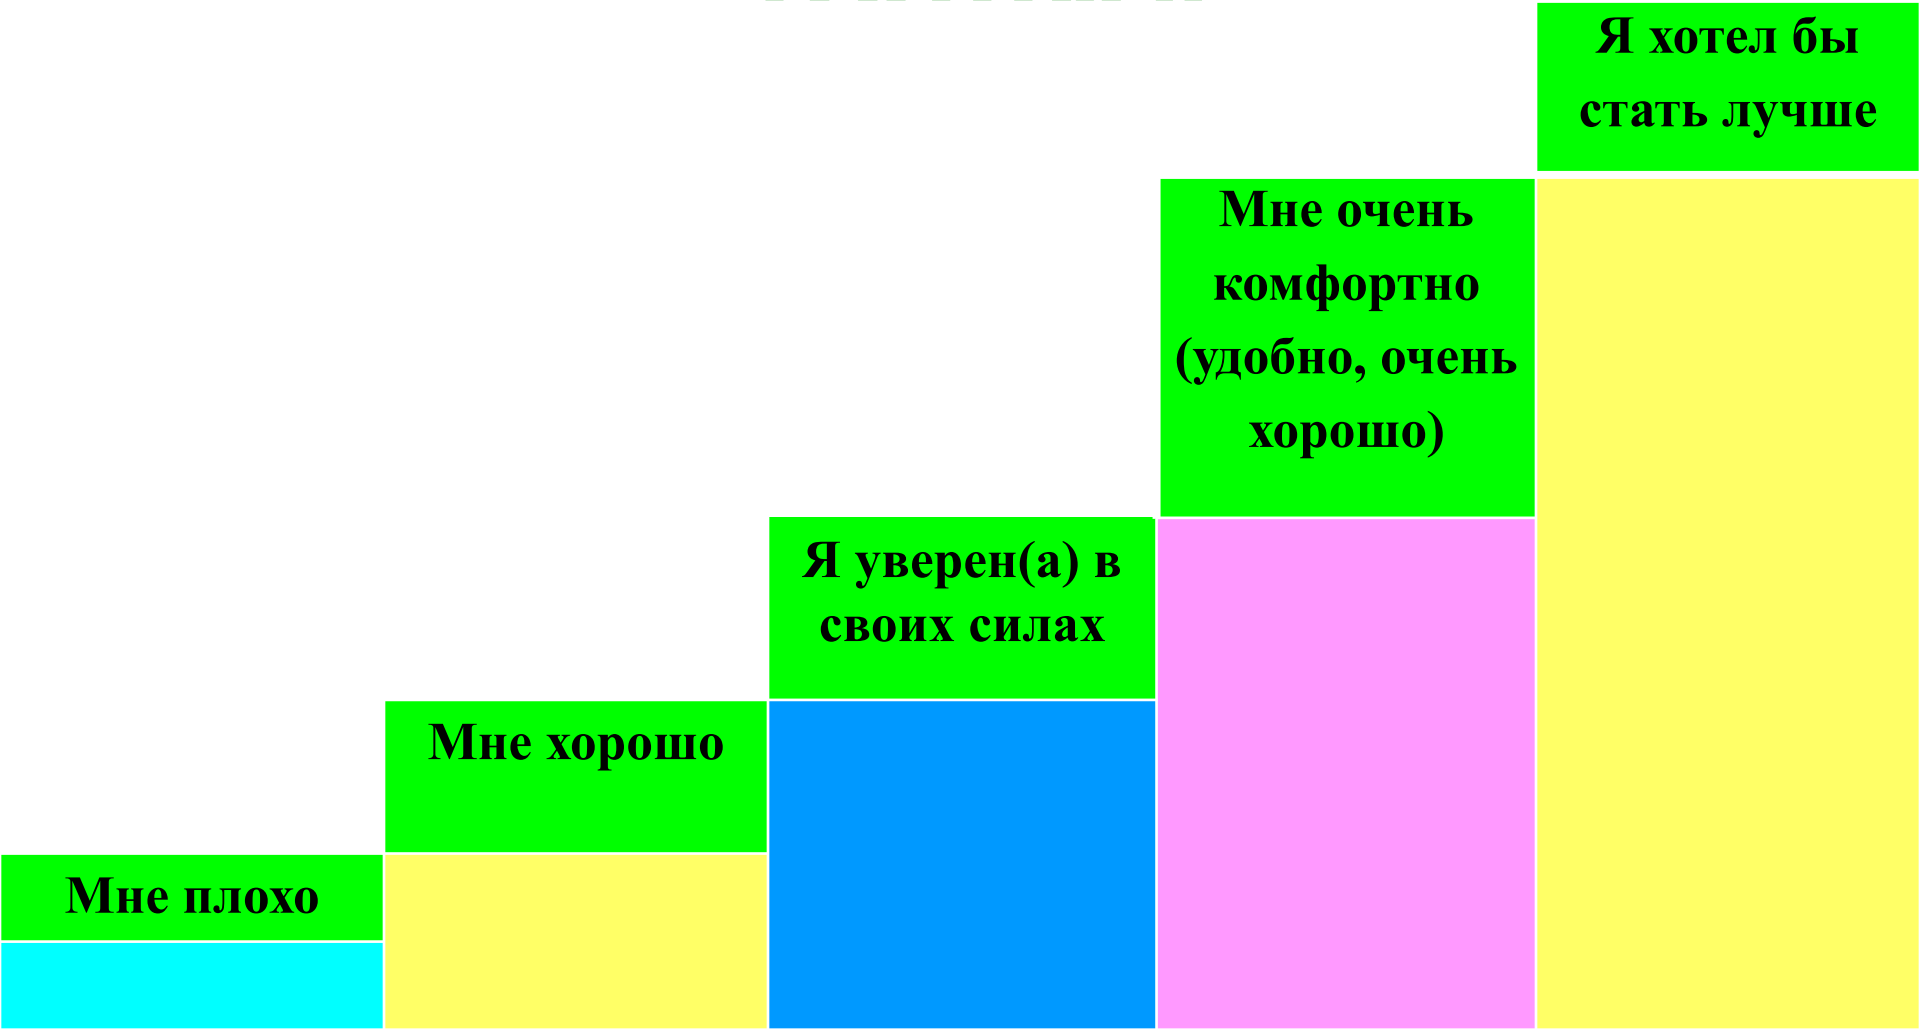 Я хотел бы
стать лучше
Мне очень
комфортно
(удобно, очень
хорошо)
Я уверен(а) в
своих силах
Мне хорошо
Мне плохо